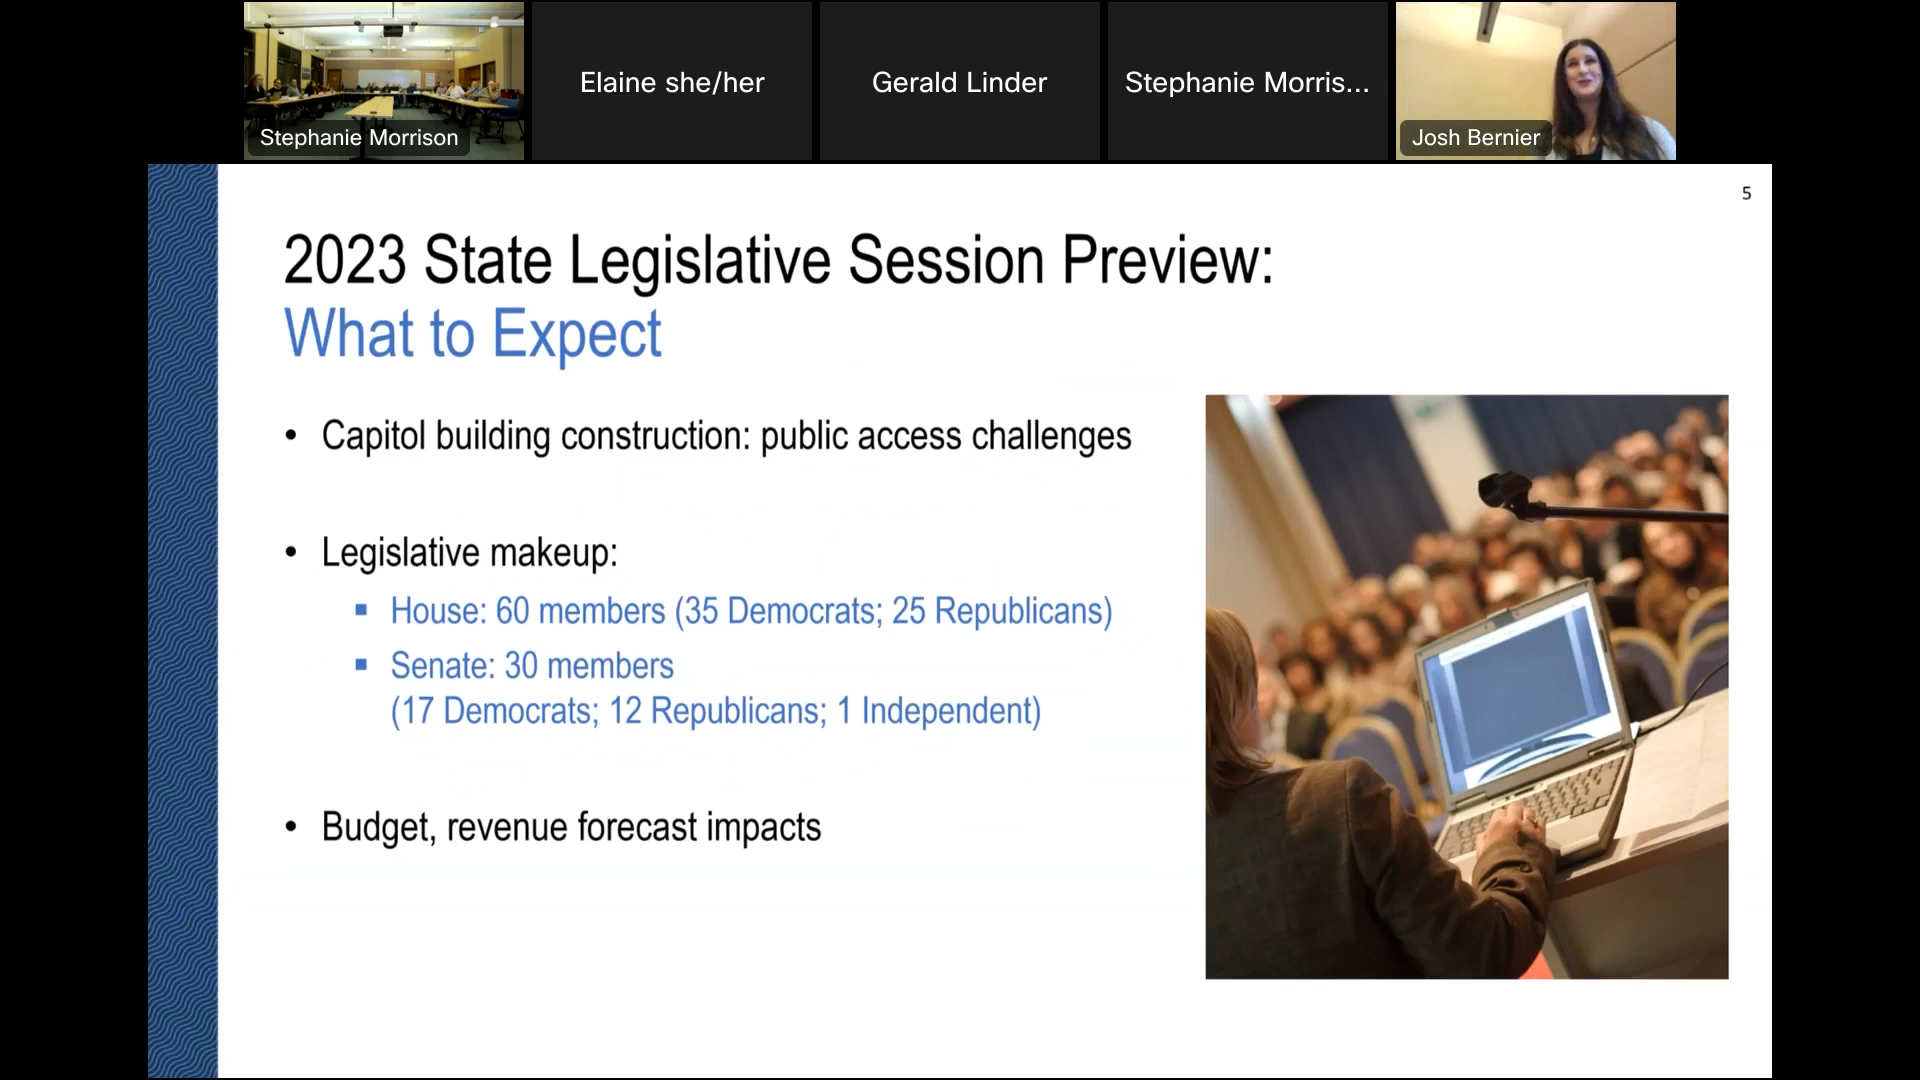 Stephanie Morrison
Elaine she/her
Gerald Linder
Stephanie Morris...
Josh Bernier
5
2023 State Legislative Session Preview:
What to Expect
• Capitol building construction: public access challenges
• Legislative makeup:
▪ House: 60 members (35 Democrats; 25 Republicans)
▪ Senate: 30 members
(17 Democrats; 12 Republicans; 1 Independent)
• Budget, revenue forecast impacts